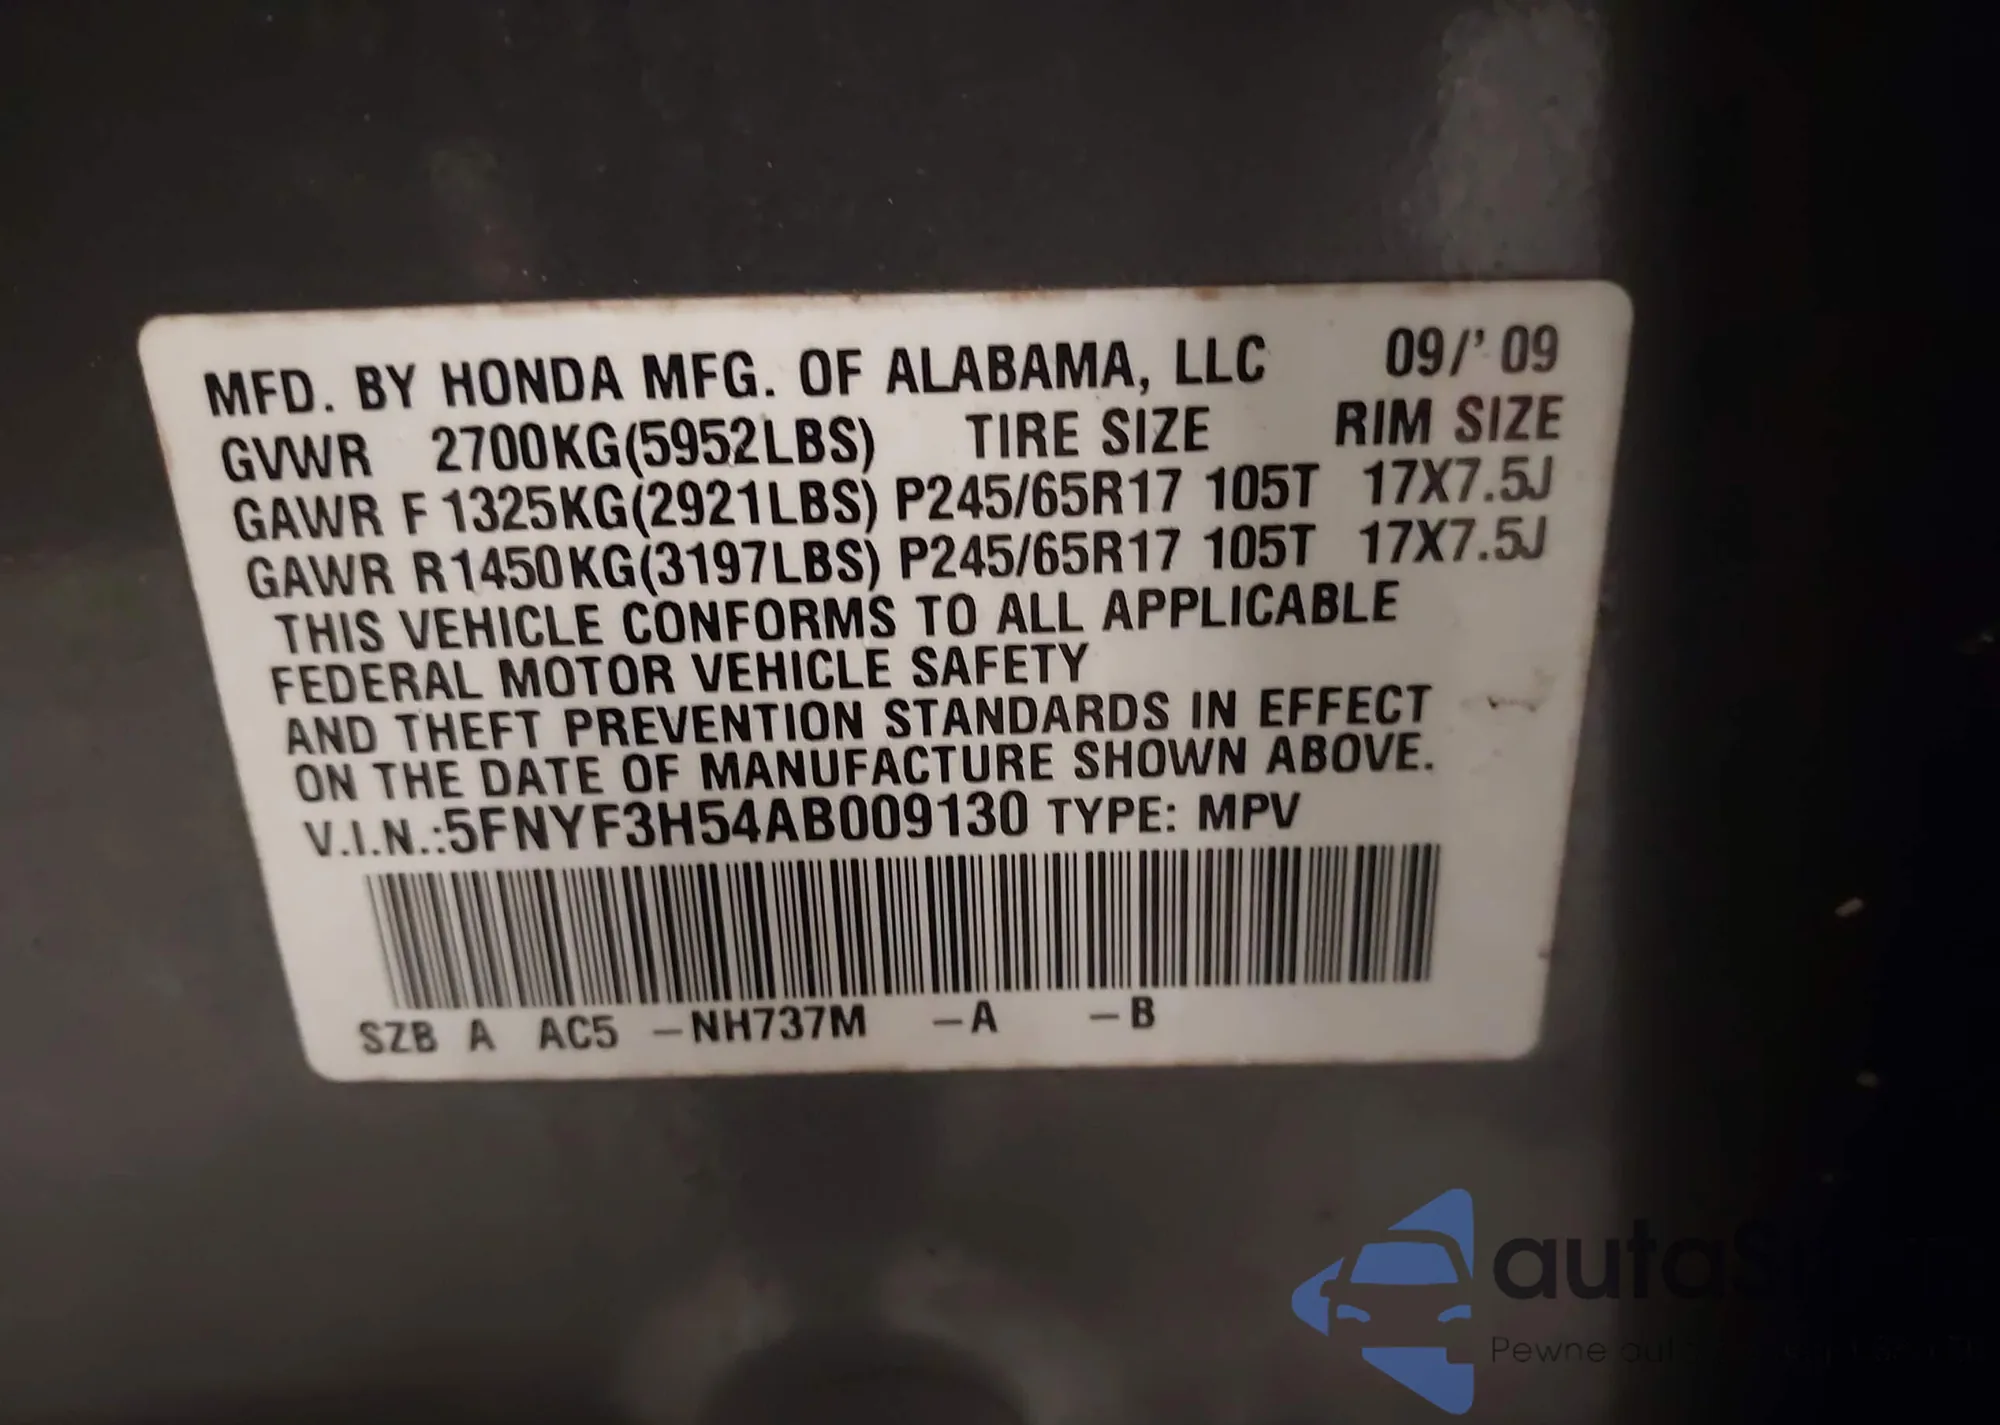 MFD. BY HONDA MFG. OF ALABAMA, LLC 09/'09
GVWR 2700KG(5952LBS) TIRE SIZE RIM SIZE
GAWR F 1325KG(2921LBS) P245/65R17 105T 17X7.5J
GAWR R1450KG(3197LBS) P245/65R17 105T 17X7.5J
THIS VEHICLE CONFORMS TO ALL APPLICABLE
FEDERAL MOTOR VEHICLE SAFETY
AND THEFT PREVENTION STANDARDS IN EFFECT
ON THE DATE OF MANUFACTURE SHOWN ABOVE.
V.I.N.:5FNYF3H54AB009130 TYPE: MPV
SZB A AC5 -NH737M -A -B
Pewne